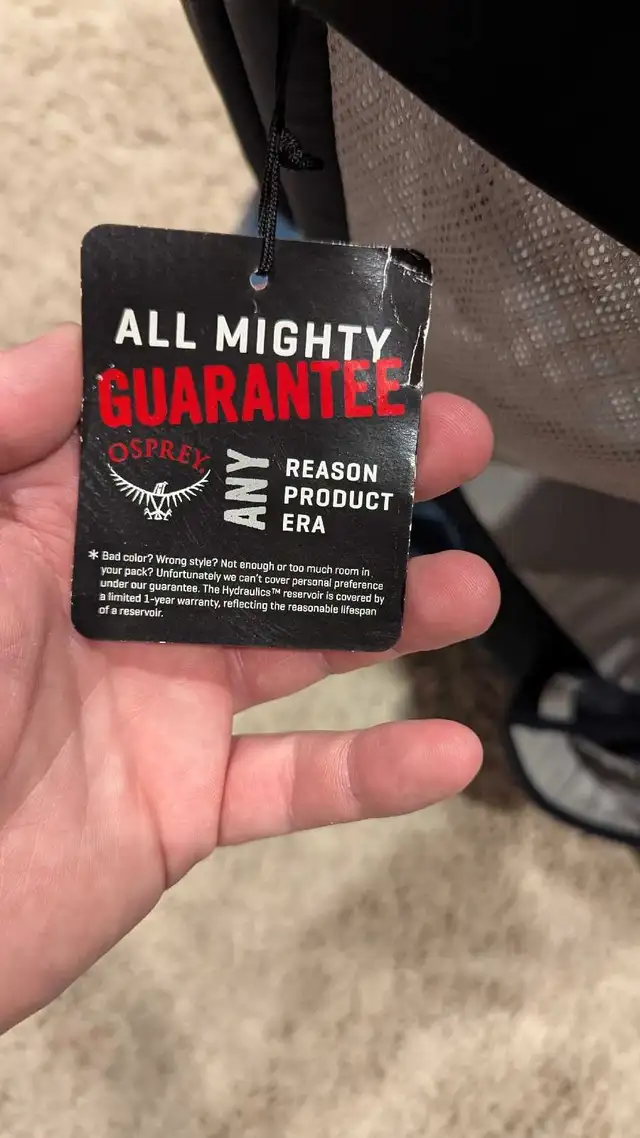 ALL MIGHTY
GUARANTEE
OSPREY
ANY
REASON
PRODUCT
ERA
* Bad color? Wrong style? Not enough or too much room in
your pack? Unfortunately we can't cover personal preference
under our guarantee. The Hydraulics™ reservoir is covered by
a limited 1-year warranty, reflecting the reasonable lifespan
of a reservoir.